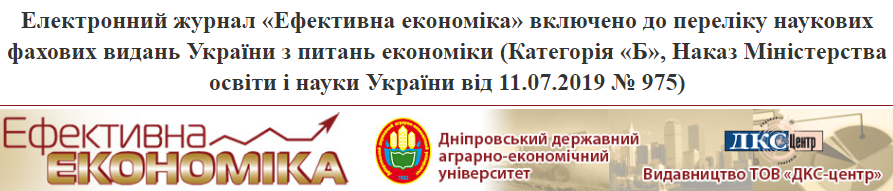 Електронний журнал «Ефективна економіка» включено до переліку наукових
фахових видань України з питань економіки (Категорія «Б», Наказ Міністерства
освіти і науки України від 11.07.2019 № 975)
Ефективна
ЕКОНОМІКА
Дніпровський державний
аграрно-економічний
університет
ДКС Центр
Видавництво ТОВ «ДКС-центр»